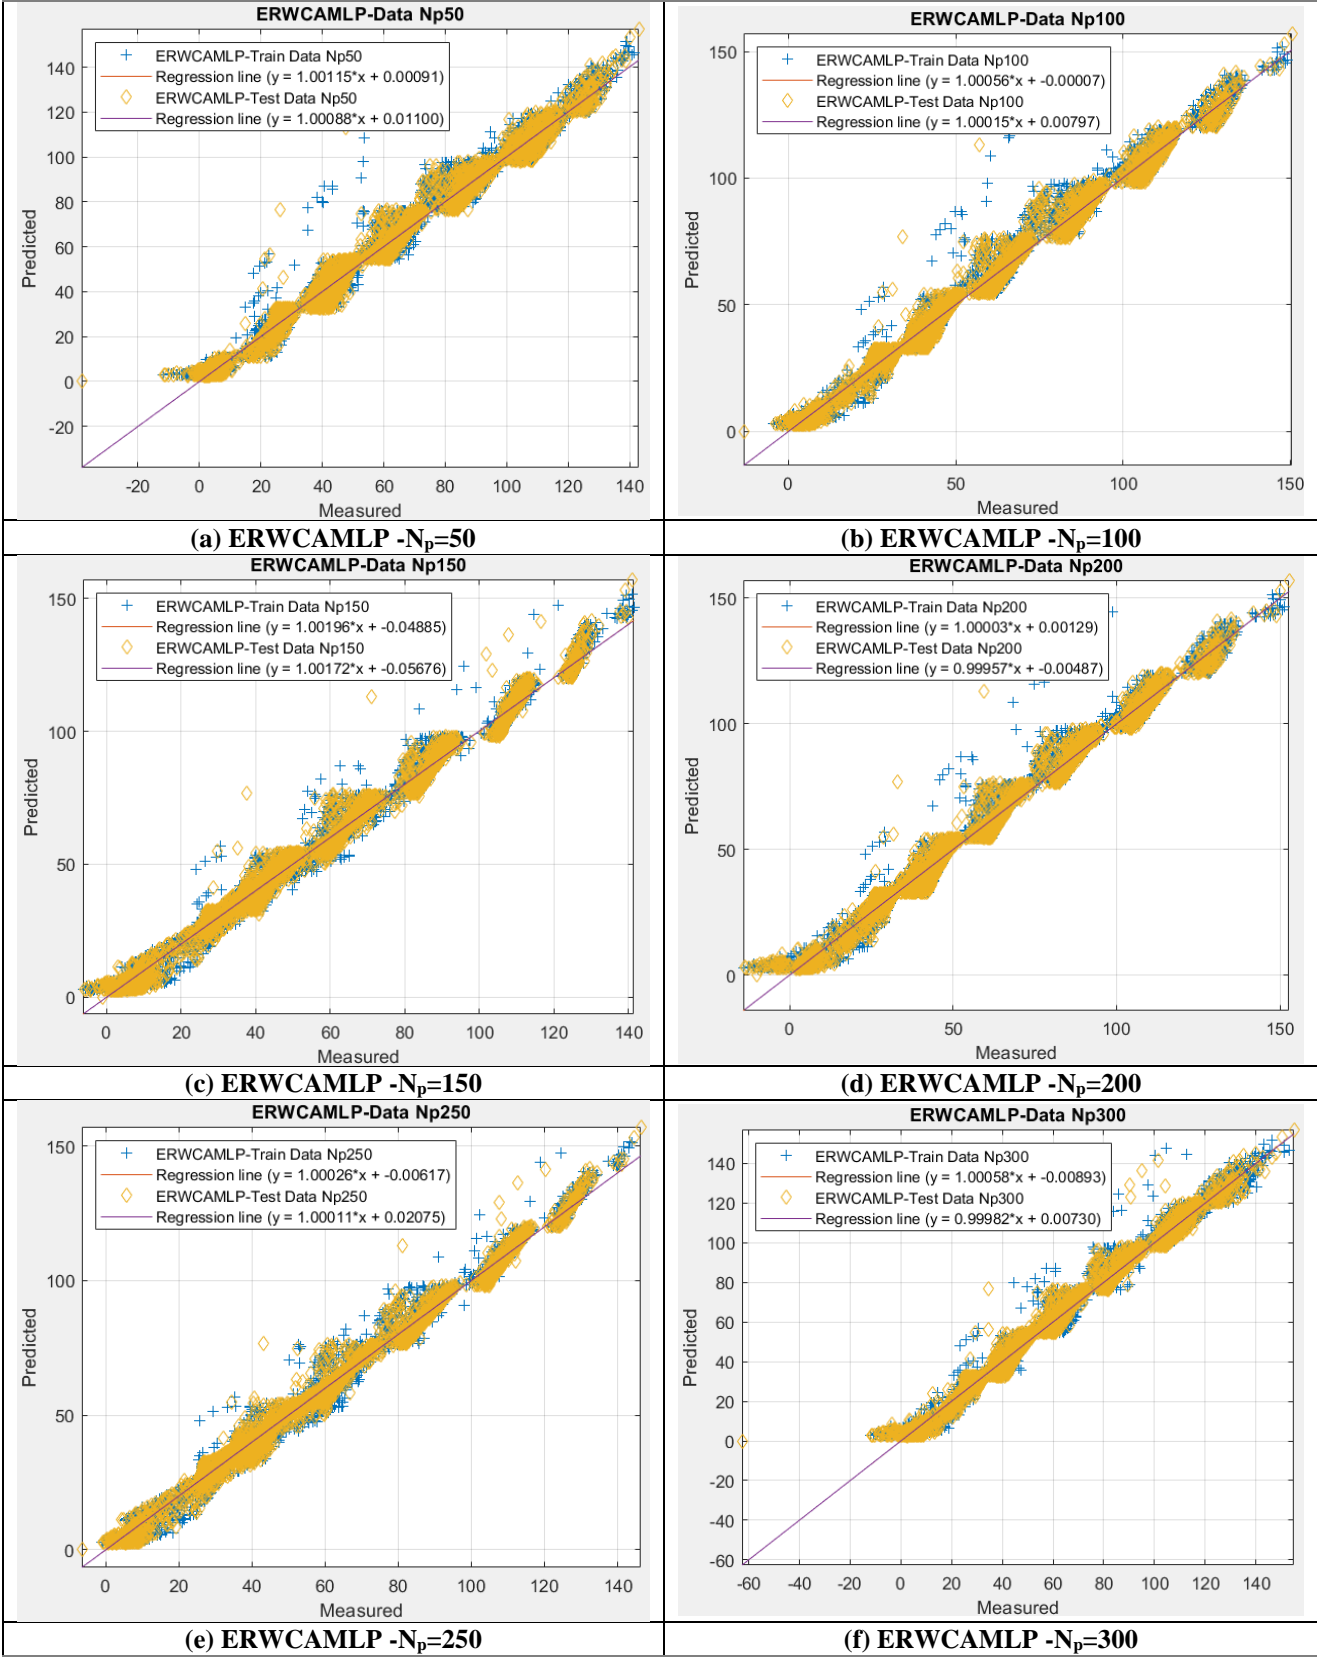 ERWCAMLP-Data Np50
ERWCAMLP-Train Data Np50
Regression line (y = 1.00115*x + 0.00091)
ERWCAMLP-Test Data Np50
Regression line (y = 1.00088*x + 0.01100)
140
120
100
80
60
40
20
0
-20
Predicted
-20 0 20 40 60 80 100 120 140
Measured
(a) ERWCAMLP -Np=50
ERWCAMLP-Data Np100
ERWCAMLP-Train Data Np100
Regression line (y = 1.00056*x + -0.00007)
ERWCAMLP-Test Data Np100
Regression line (y = 1.00015*x + 0.00797)
150
100
50
0
Predicted
0 50 100 150
Measured
(b) ERWCAMLP -Np=100
ERWCAMLP-Data Np150
ERWCAMLP-Train Data Np150
Regression line (y = 1.00196*x + -0.04885)
ERWCAMLP-Test Data Np150
Regression line (y = 1.00172*x + -0.05676)
150
100
50
0
Predicted
0 20 40 60 80 100 120 140
Measured
(c) ERWCAMLP -Np=150
ERWCAMLP-Data Np200
ERWCAMLP-Train Data Np200
Regression line (y = 1.00003*x + 0.00129)
ERWCAMLP-Test Data Np200
Regression line (y = 0.99957*x + -0.00487)
150
100
50
0
Predicted
0 50 100 150
Measured
(d) ERWCAMLP -Np=200
ERWCAMLP-Data Np250
ERWCAMLP-Train Data Np250
Regression line (y = 1.00026*x + -0.00617)
ERWCAMLP-Test Data Np250
Regression line (y = 1.00011*x + 0.02075)
150
100
50
0
Predicted
0 20 40 60 80 100 120 140
Measured
(e) ERWCAMLP -Np=250
ERWCAMLP-Data Np300
ERWCAMLP-Train Data Np300
Regression line (y = 1.00058*x + -0.00893)
ERWCAMLP-Test Data Np300
Regression line (y = 0.99982*x + 0.00730)
140
120
100
80
60
40
20
0
-20
-40
-60
Predicted
-60 -40 -20 0 20 40 60 80 100 120 140
Measured
(f) ERWCAMLP -Np=300